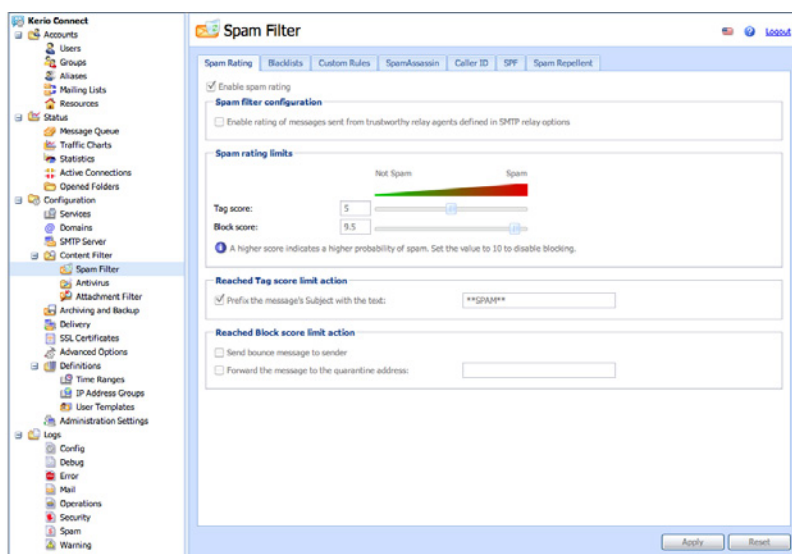 Kerio Connect
Accounts
Users
Groups
Aliases
Mailing Lists
Resources
Status
Message Queue
Traffic Charts
Statistics
Active Connections
Opened Folders
Configuration
Services
Domains
SMTP Server
Content Filter
Spam Filter
Antivirus
Attachment Filter
Archiving and Backup
Delivery
SSL Certificates
Advanced Options
Definitions
Time Ranges
IP Address Groups
User Templates
Administration Settings
Logs
Config
Debug
Error
Mail
Operations
Security
Spam
Warning
Spam Filter
Logout
Spam Rating Blacklists Custom Rules SpamAssassin Caller ID SPF Spam Repellent
Enable spam rating
Spam filter configuration
Enable rating of messages sent from trustworthy relay agents defined in SMTP relay options
Spam rating limits
Not Spam Spam
Tag score: 5
Block score: 9.5
A higher score indicates a higher probability of spam. Set the value to 10 to disable blocking.
Reached Tag score limit action
Prefix the message's Subject with the text: **SPAM**
Reached Block score limit action
Send bounce message to sender
Forward the message to the quarantine address:
Apply Reset